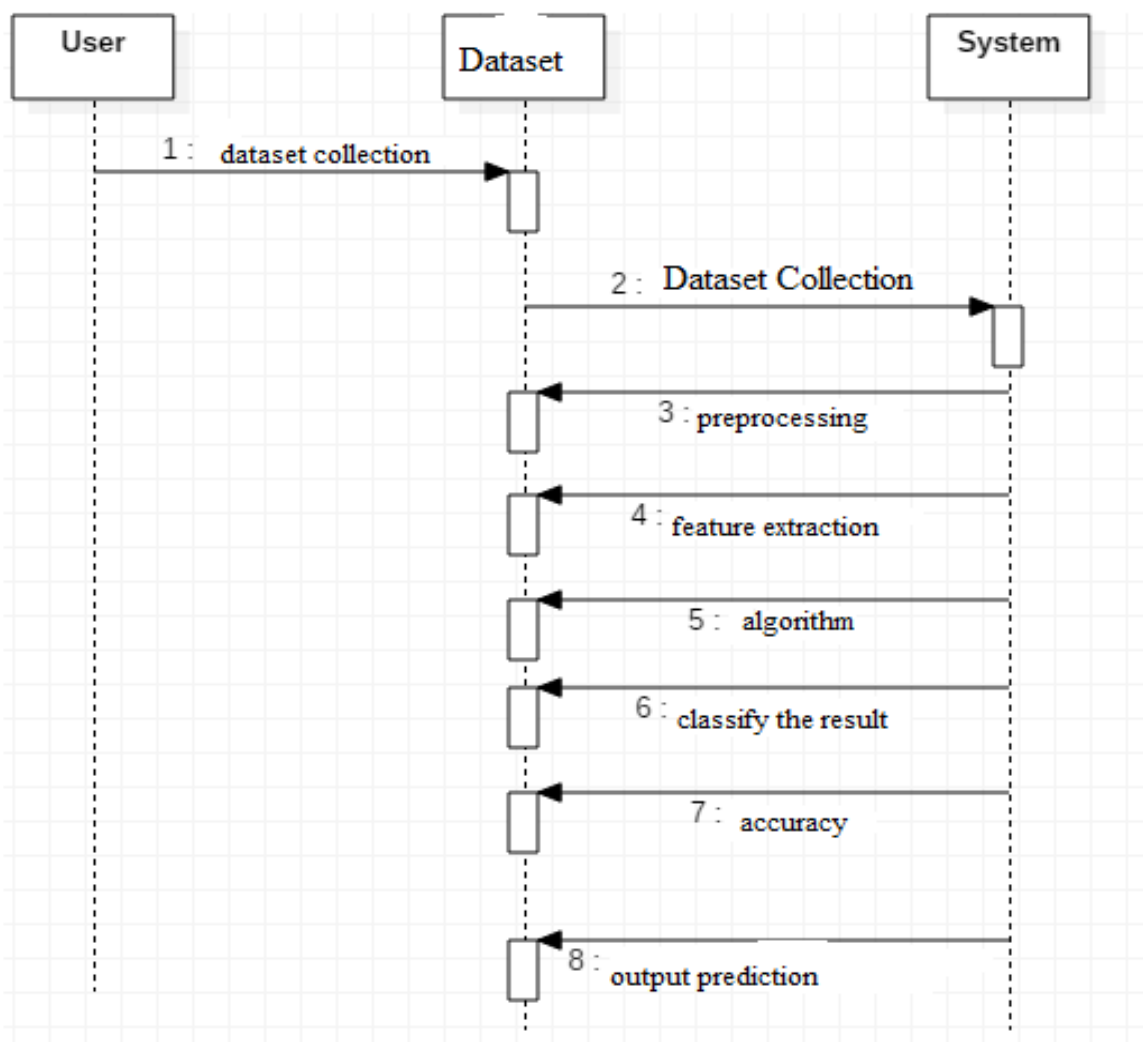 User
Dataset
System
1 : dataset collection
2 : Dataset Collection
3 : preprocessing
4 : feature extraction
5 : algorithm
6 : classify the result
7 : accuracy
8 : output prediction